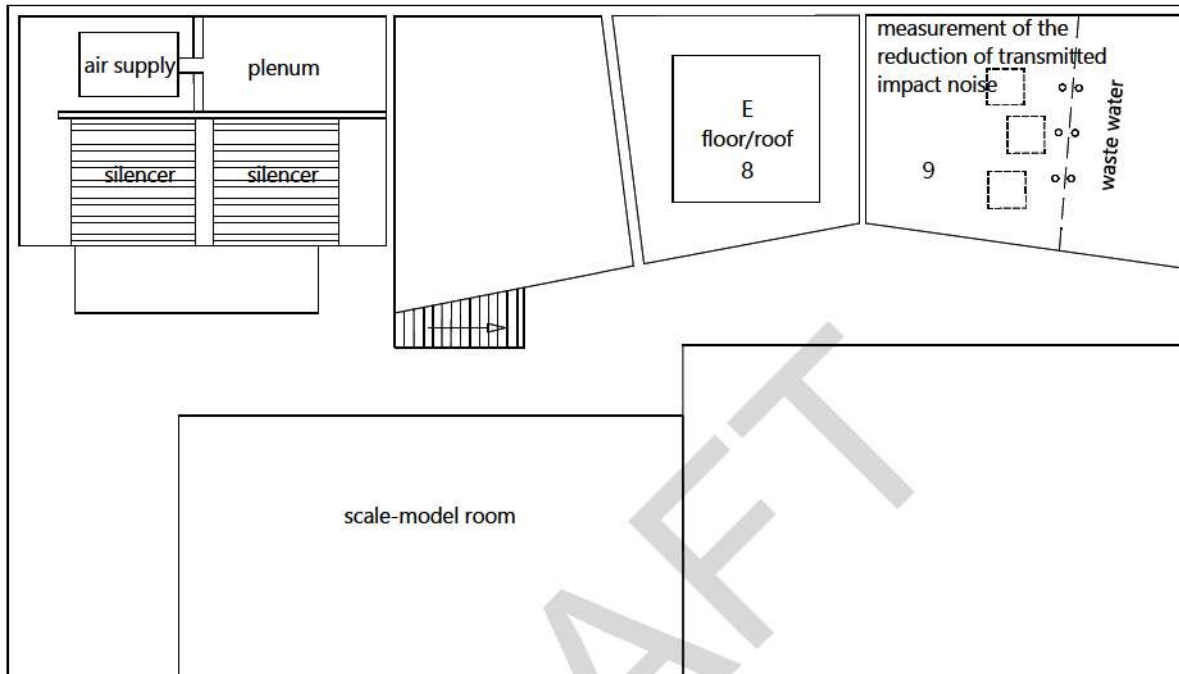 air supply
plenum
silencer
silencer
E
floor/roof
8
measurement of the
reduction of transmitted
impact noise
9
waste water
scale-model room
AFT